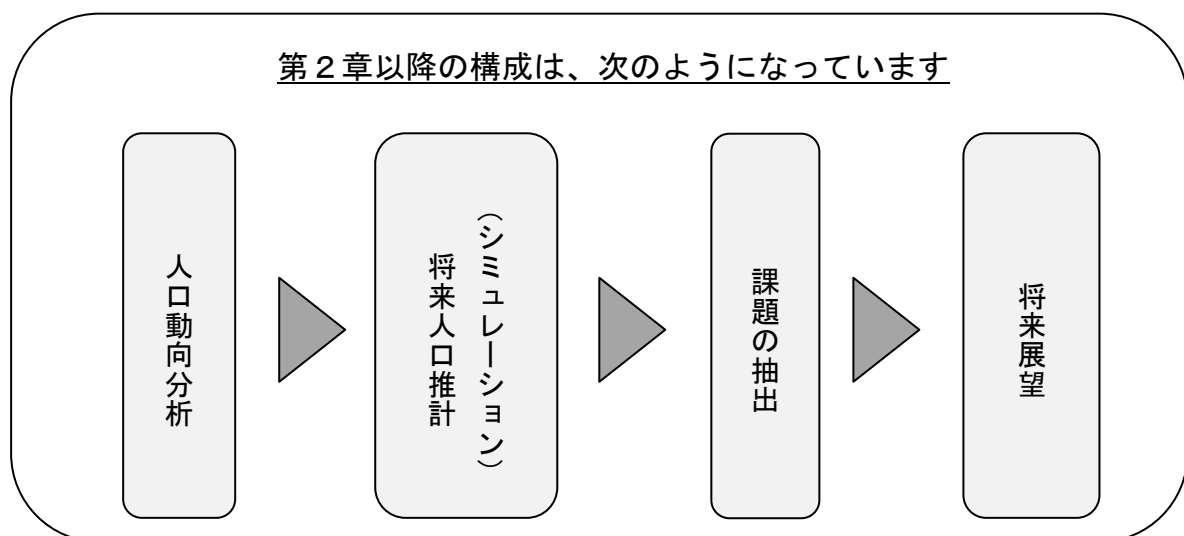 第２章以降の構成は、次のようになっています
人口動向分析
（シミュレーション）
将来人口推計
課題の抽出
将来展望